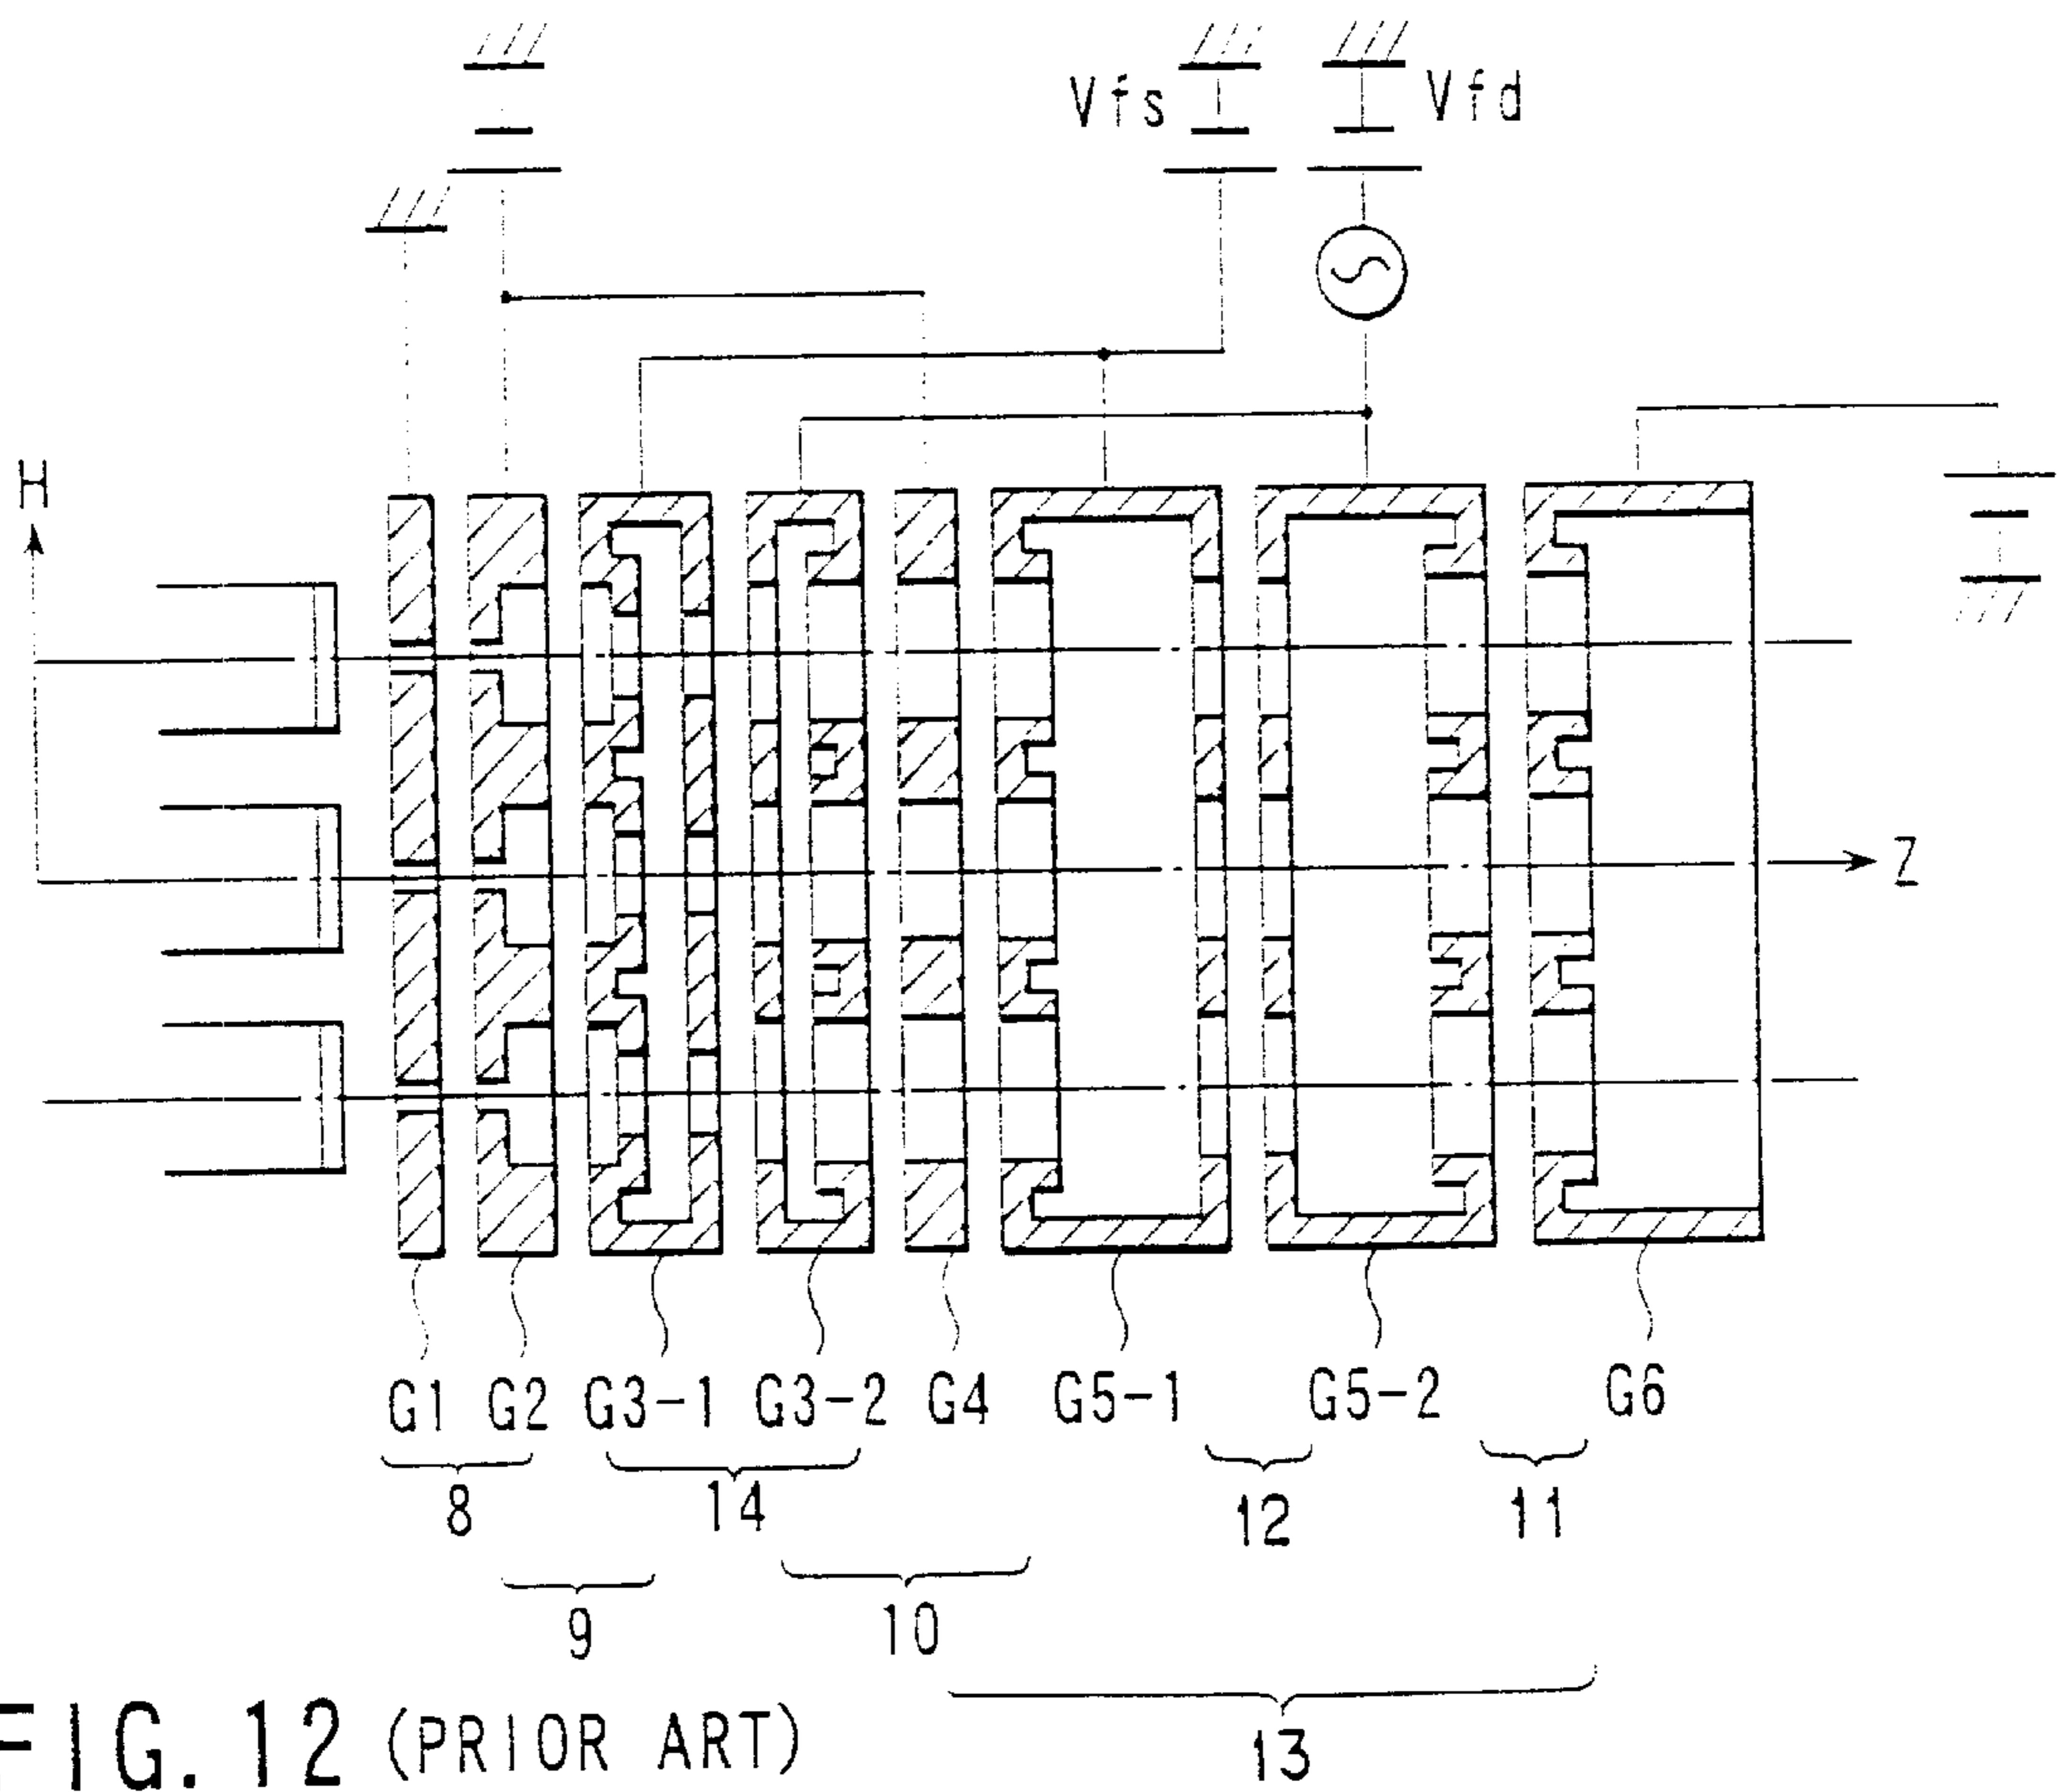 Vfs
Vfd
H
Z
G1 G2 G3-1 G3-2 G4 G5-1 G5-2 G6
8 14 12 11
9 10
13
FIG. 12 (PRIOR ART)